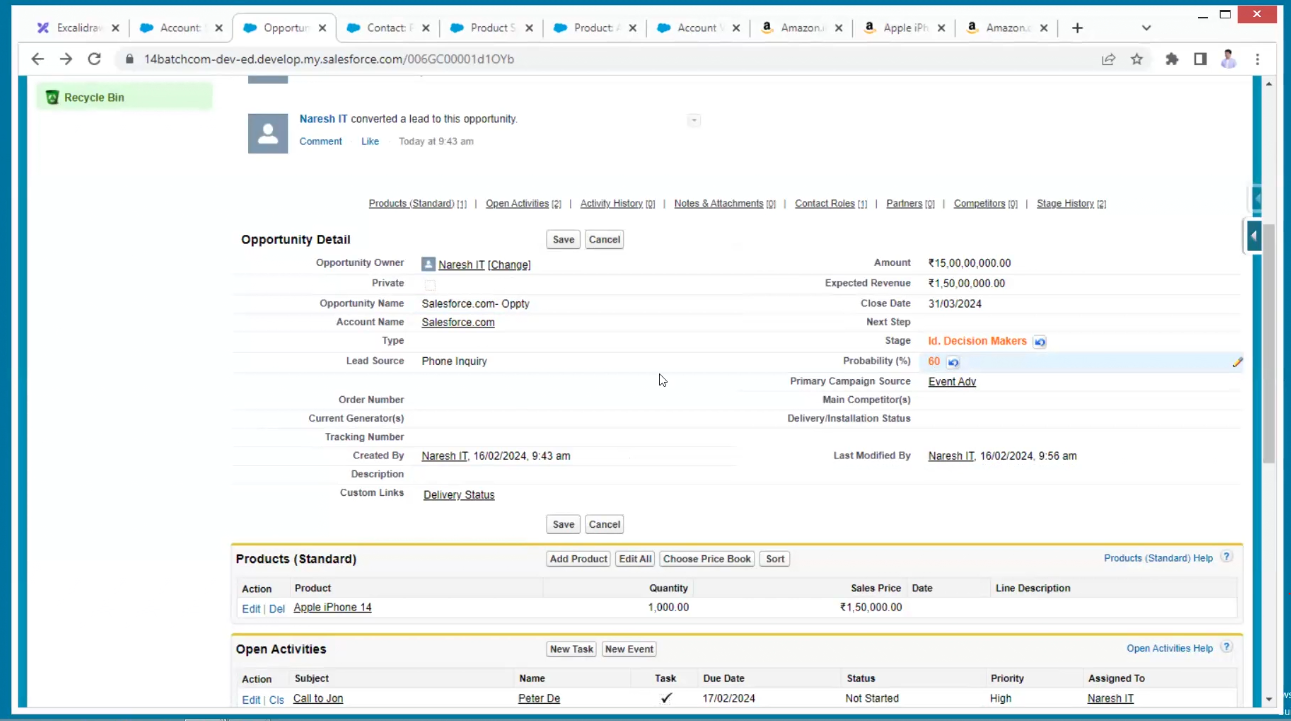 Excalidra
Account: S
Opportun
Contact: F
Product S
Product: A
Account V
Amazon.
Apple iPh
Amazon.c
14batchcom-dev-ed.develop.my.salesforce.com/006GC00001d1OYb
Recycle Bin
Naresh IT converted a lead to this opportunity.
Comment Like Today at 9:43 am
Products (Standard) [1] | Open Activities [2] | Activity History [0] | Notes & Attachments [0] | Contact Roles [1] | Partners [0] | Competitors [0] | Stage History [2]
Opportunity Detail Save Cancel
Opportunity Owner Naresh IT [Change] Amount ₹15,00,00,000.00
Private Expected Revenue ₹1,50,00,000.00
Opportunity Name Salesforce.com- Oppty Close Date 31/03/2024
Account Name Salesforce.com Next Step
Type Stage Id. Decision Makers
Lead Source Phone Inquiry Probability (%) 60
Primary Campaign Source Event Adv
Order Number Main Competitor(s)
Current Generator(s) Delivery/Installation Status
Tracking Number
Created By Naresh IT, 16/02/2024, 9:43 am Last Modified By Naresh IT, 16/02/2024, 9:56 am
Description
Custom Links Delivery Status
Save Cancel
Products (Standard) Add Product Edit All Choose Price Book Sort Products (Standard) Help ?
Action Product Quantity Sales Price Date Line Description
Edit | Del Apple iPhone 14 1,000.00 ₹1,50,000.00
Open Activities New Task New Event Open Activities Help ?
Action Subject Name Task Due Date Status Priority Assigned To
Edit | Cls Call to Jon Peter De ✓ 17/02/2024 Not Started High Naresh IT